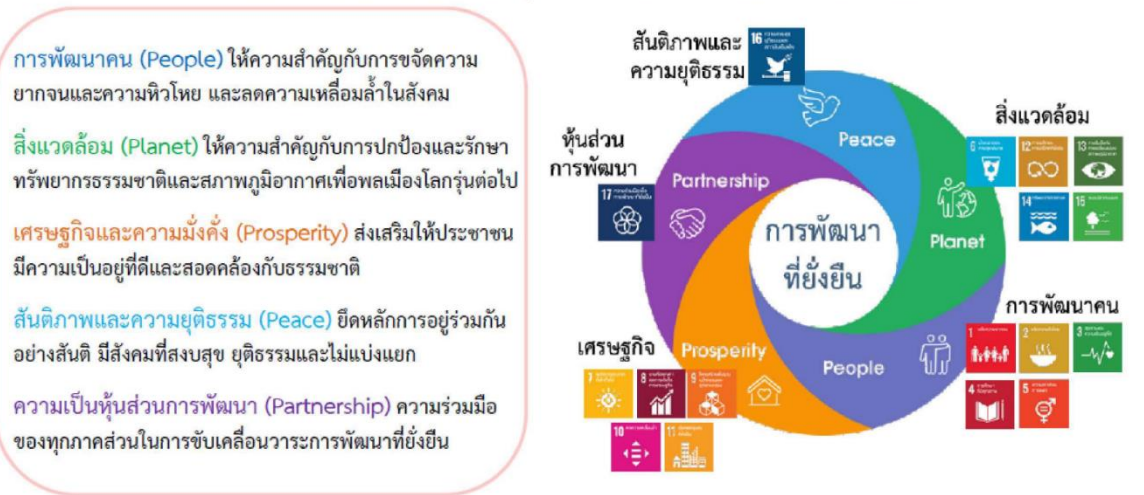 การพัฒนาคน (People) ให้ความสำคัญกับการขจัดความ
ยากจนและความหิวโหย และลดความเหลื่อมล้ำในสังคม
สิ่งแวดล้อม (Planet) ให้ความสำคัญกับการปกป้องและรักษา
ทรัพยากรธรรมชาติและสภาพภูมิอากาศเพื่อพลเมืองโลกรุ่นต่อไป
เศรษฐกิจและความมั่งคั่ง (Prosperity) ส่งเสริมให้ประชาชน
มีความเป็นอยู่ที่ดีและสอดคล้องกับธรรมชาติ
สันติภาพและความยุติธรรม (Peace) ยึดหลักการอยู่ร่วมกัน
อย่างสันติ มีสังคมที่สงบสุข ยุติธรรมและไม่แบ่งแยก
ความเป็นหุ้นส่วนการพัฒนา (Partnership) ความร่วมมือ
ของทุกภาคส่วนในการขับเคลื่อนวาระการพัฒนาที่ยั่งยืน
สันติภาพและ
ความยุติธรรม
16
Peace
สิ่งแวดล้อม
6
12
13
14
15
Planet
หุ้นส่วน
การพัฒนา
17
Partnership
การพัฒนา
ที่ยั่งยืน
การพัฒนาคน
1
2
3
4
5
People
เศรษฐกิจ
7
8
9
10
11
Prosperity